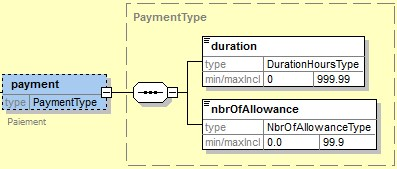 PaymentType
duration
type DurationHoursType
min/maxIncl 0 999.99
payment
type PaymentType
Paiement
nbrOfAllowance
type NbrOfAllowanceType
min/maxIncl 0.0 99.9